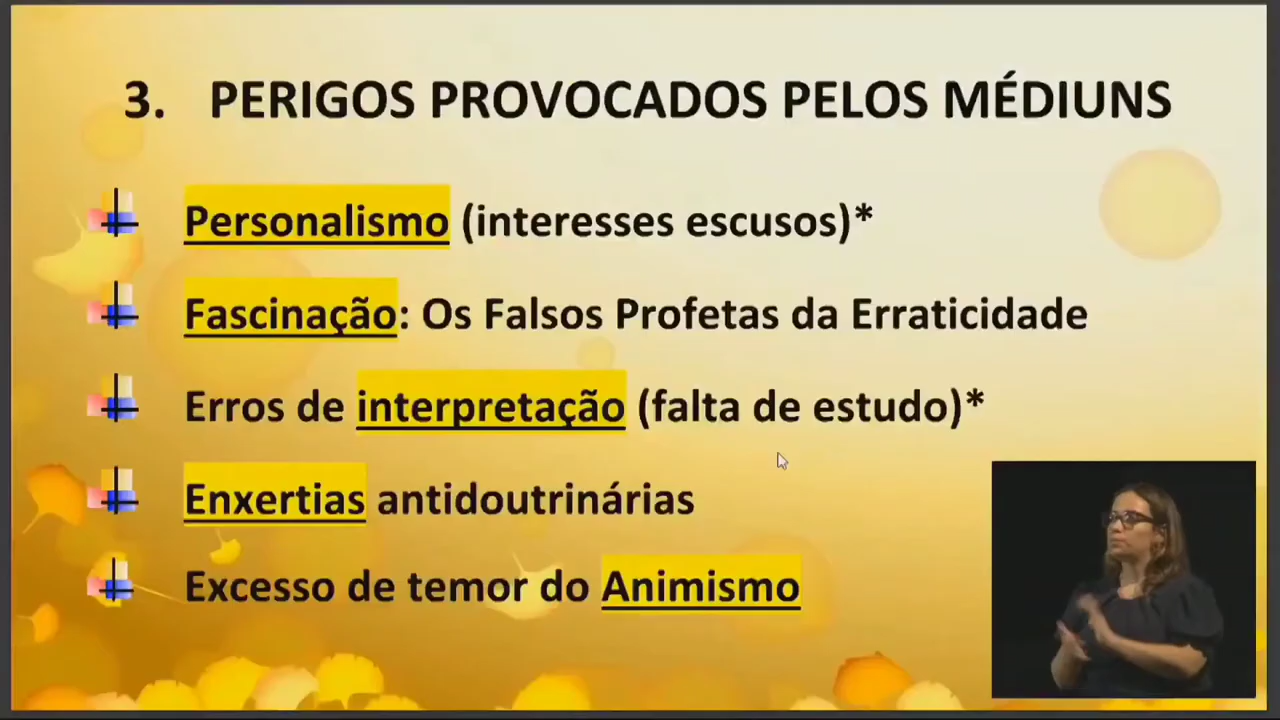 3. PERIGOS PROVOCADOS PELOS MÉDIUNS
Personalismo (interesses escusos)*
Fascinação: Os Falsos Profetas da Erraticidade
Erros de interpretação (falta de estudo)*
Enxertias antidoutrinárias
Excesso de temor do Animismo